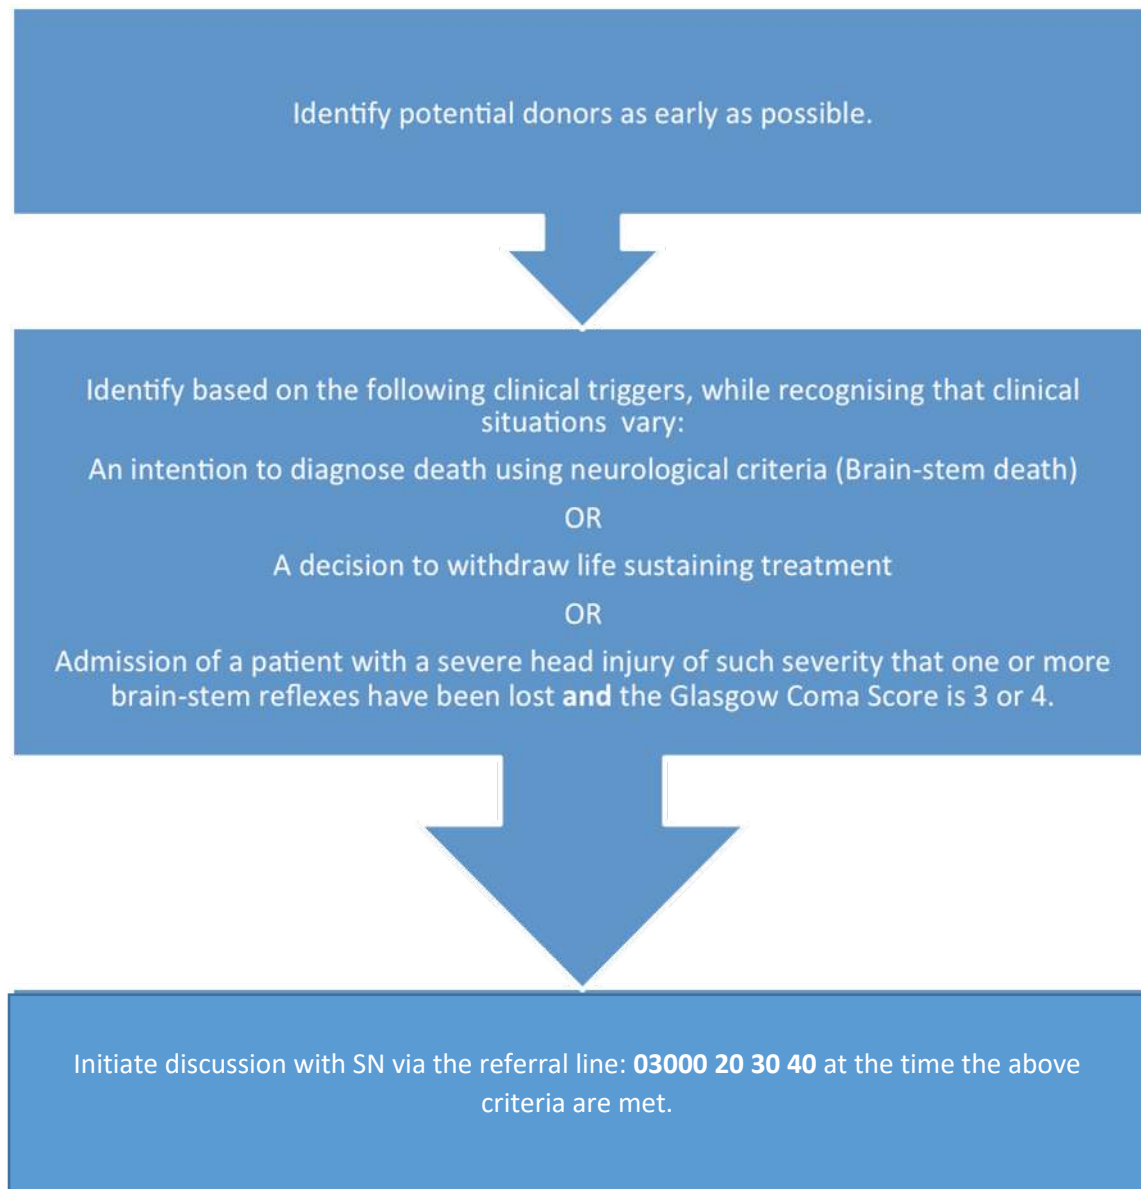 Identify potential donors as early as possible.
Identify based on the following clinical triggers, while recognising that clinical
situations vary:
An intention to diagnose death using neurological criteria (Brain-stem death)
OR
A decision to withdraw life sustaining treatment
OR
Admission of a patient with a severe head injury of such severity that one or more
brain-stem reflexes have been lost and the Glasgow Coma Score is 3 or 4.
Initiate discussion with SN via the referral line: 03000 20 30 40 at the time the above
criteria are met.